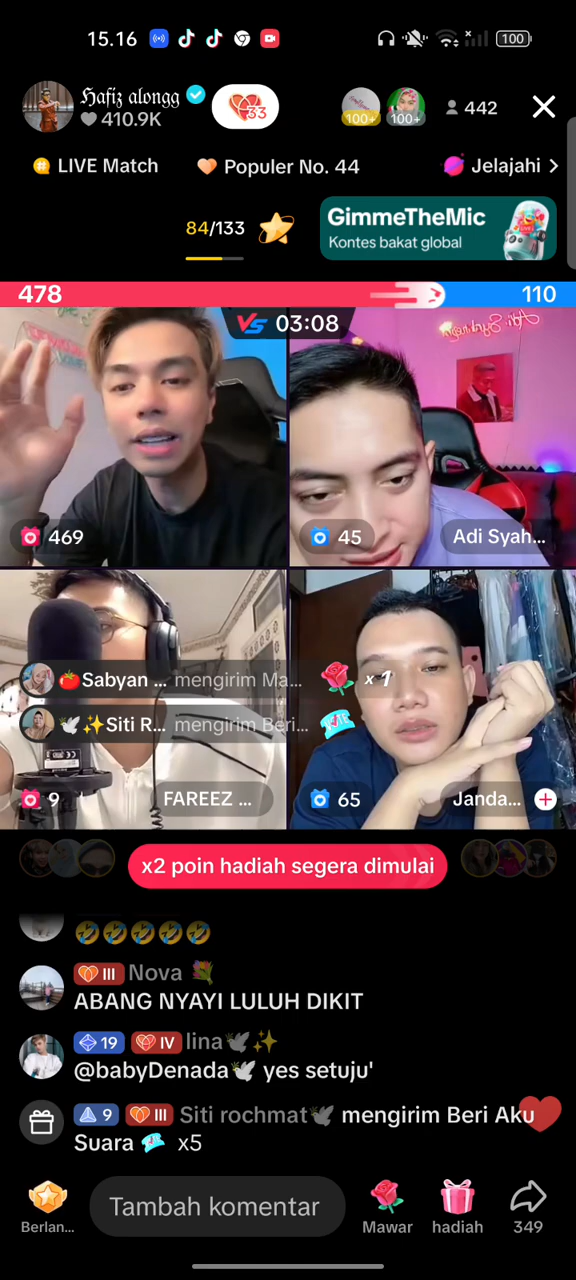 15.16
100
Hafiz alongg
410.9K
33
100+
100+
442
LIVE Match
Populer No. 44
Jelajahi
84/133
GimmeTheMic
Kontes bakat global
478
110
VS 03:08
469
45
Adi Syah...
Sabyan ... mengirim Ma...
x 1
Siti R... mengirim Beri...
9
FAREEZ ...
65
Janda...
x2 poin hadiah segera dimulai
III Nova
ABANG NYAYI LULUH DIKIT
19 IV lina
@babyDenada🕊 yes setuju'
9 III Siti rochmat🕊 mengirim Beri Aku
Suara x5
Berlan...
Tambah komentar
Mawar
hadiah
349